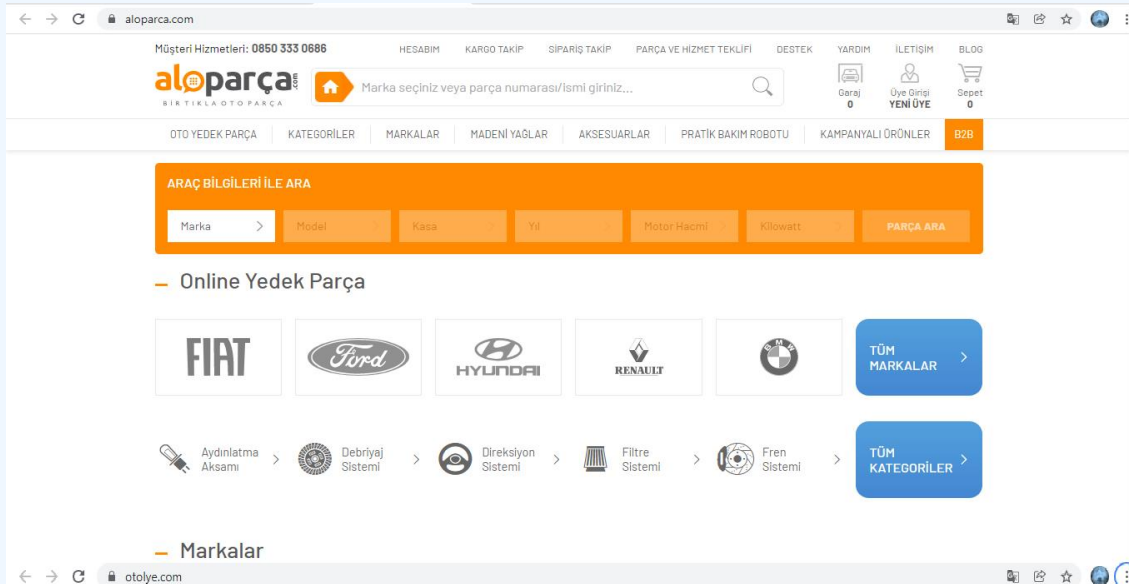 aloparca.com
Müşteri Hizmetleri: 0850 333 0686 HESABIM KARGO TAKİP SİPARİŞ TAKİP PARÇA VE HİZMET TEKLİFİ DESTEK YARDIM İLETİŞİM BLOG
aloparça.com
BİR TIKLA OTO PARÇA
Marka seçiniz veya parça numarası/ismi giriniz...
Garaj Üye Girişi Sepet
0 YENİ ÜYE 0
OTO YEDEK PARÇA KATEGORİLER MARKALAR MADENİ YAĞLAR AKSESUARLAR PRATİK BAKIM ROBOTU KAMPANYALI ÜRÜNLER B2B
ARAÇ BİLGİLERİ İLE ARA
Marka Model Kasa Yıl Motor Hacmi Kilowatt PARÇA ARA
Online Yedek Parça
FIAT Ford HYUNDAI RENAULT BMW
TÜM
MARKALAR
Aydınlatma Debriyaj Direksiyon Filtre Fren
Aksamı Sistemi Sistemi Sistemi Sistemi
TÜM
KATEGORİLER
Markalar
otolye.com